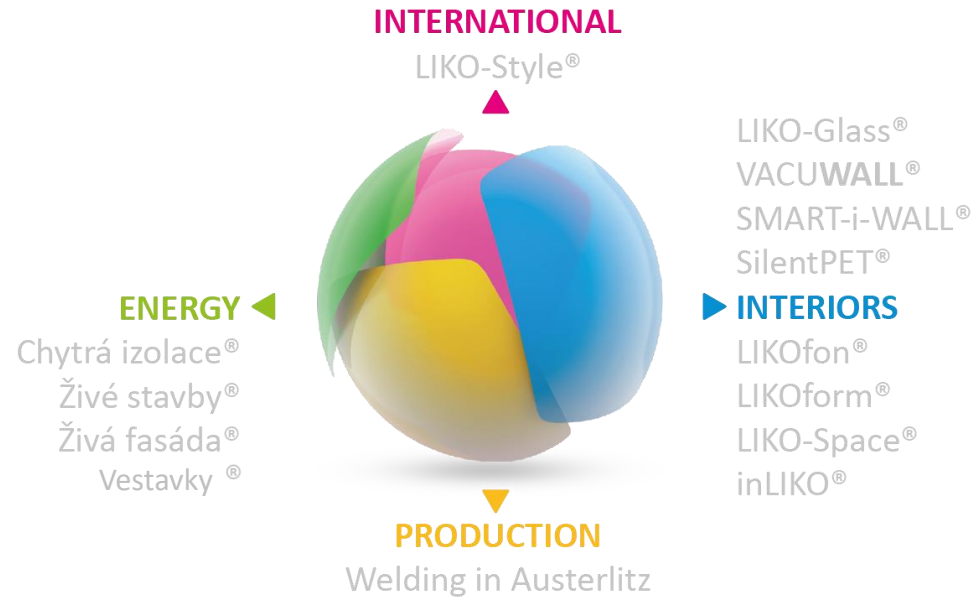 INTERNATIONAL
LIKO-Style®
ENERGY
Chytrá izolace®
Živé stavby®
Živá fasáda®
Vestavky ®
LIKO-Glass®
VACUWALL®
SMART-i-WALL®
SilentPET®
INTERIORS
LIKOfon®
LIKOform®
LIKO-Space®
inLIKO®
PRODUCTION
Welding in Austerlitz